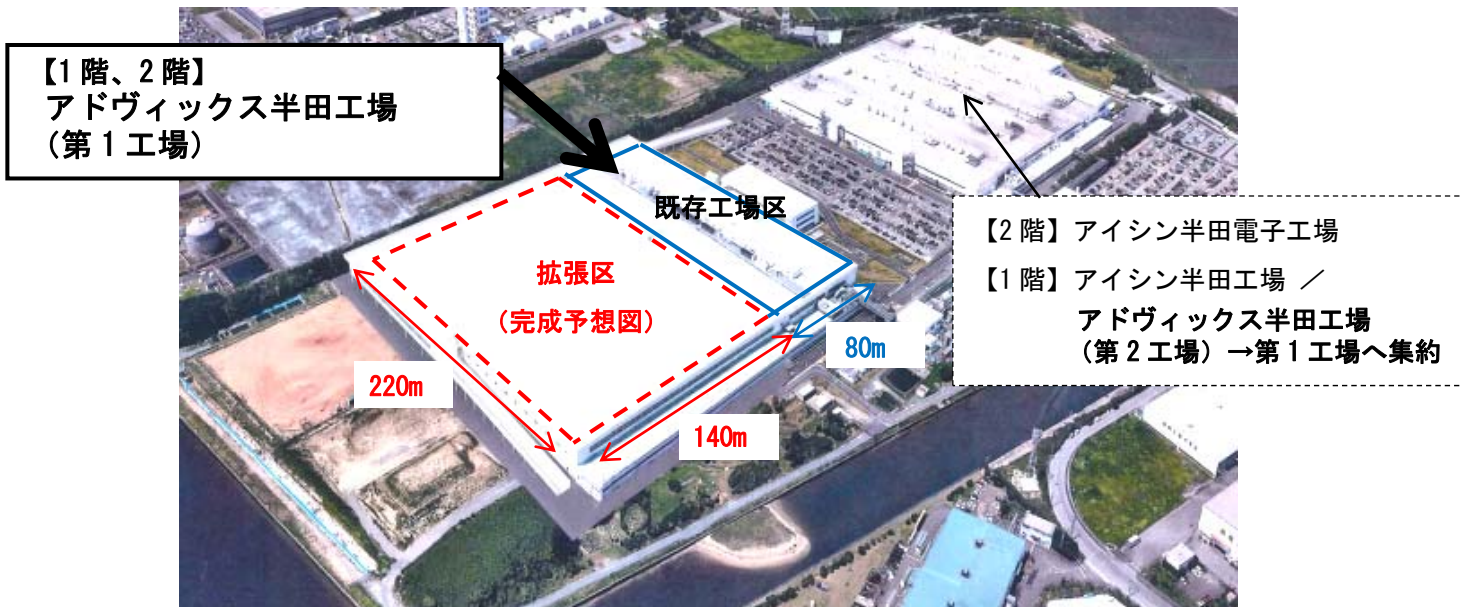 【1階、2階】
アドヴィックス半田工場
(第1工場)
既存工場区
拡張区
(完成予想図)
220m
140m
80m
【2階】アイシン半田電子工場
【1階】アイシン半田工場 /
アドヴィックス半田工場
(第2工場)→第1工場へ集約